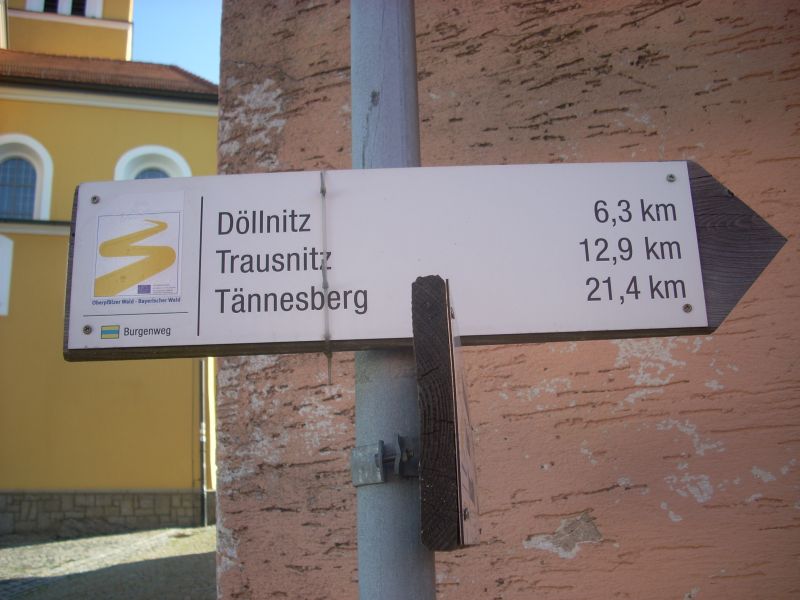 Döllnitz 6,3 km
Trausnitz 12,9 km
Tännesberg 21,4 km
Oberpfälzer Wald - Bayerischer Wald
Burgenweg